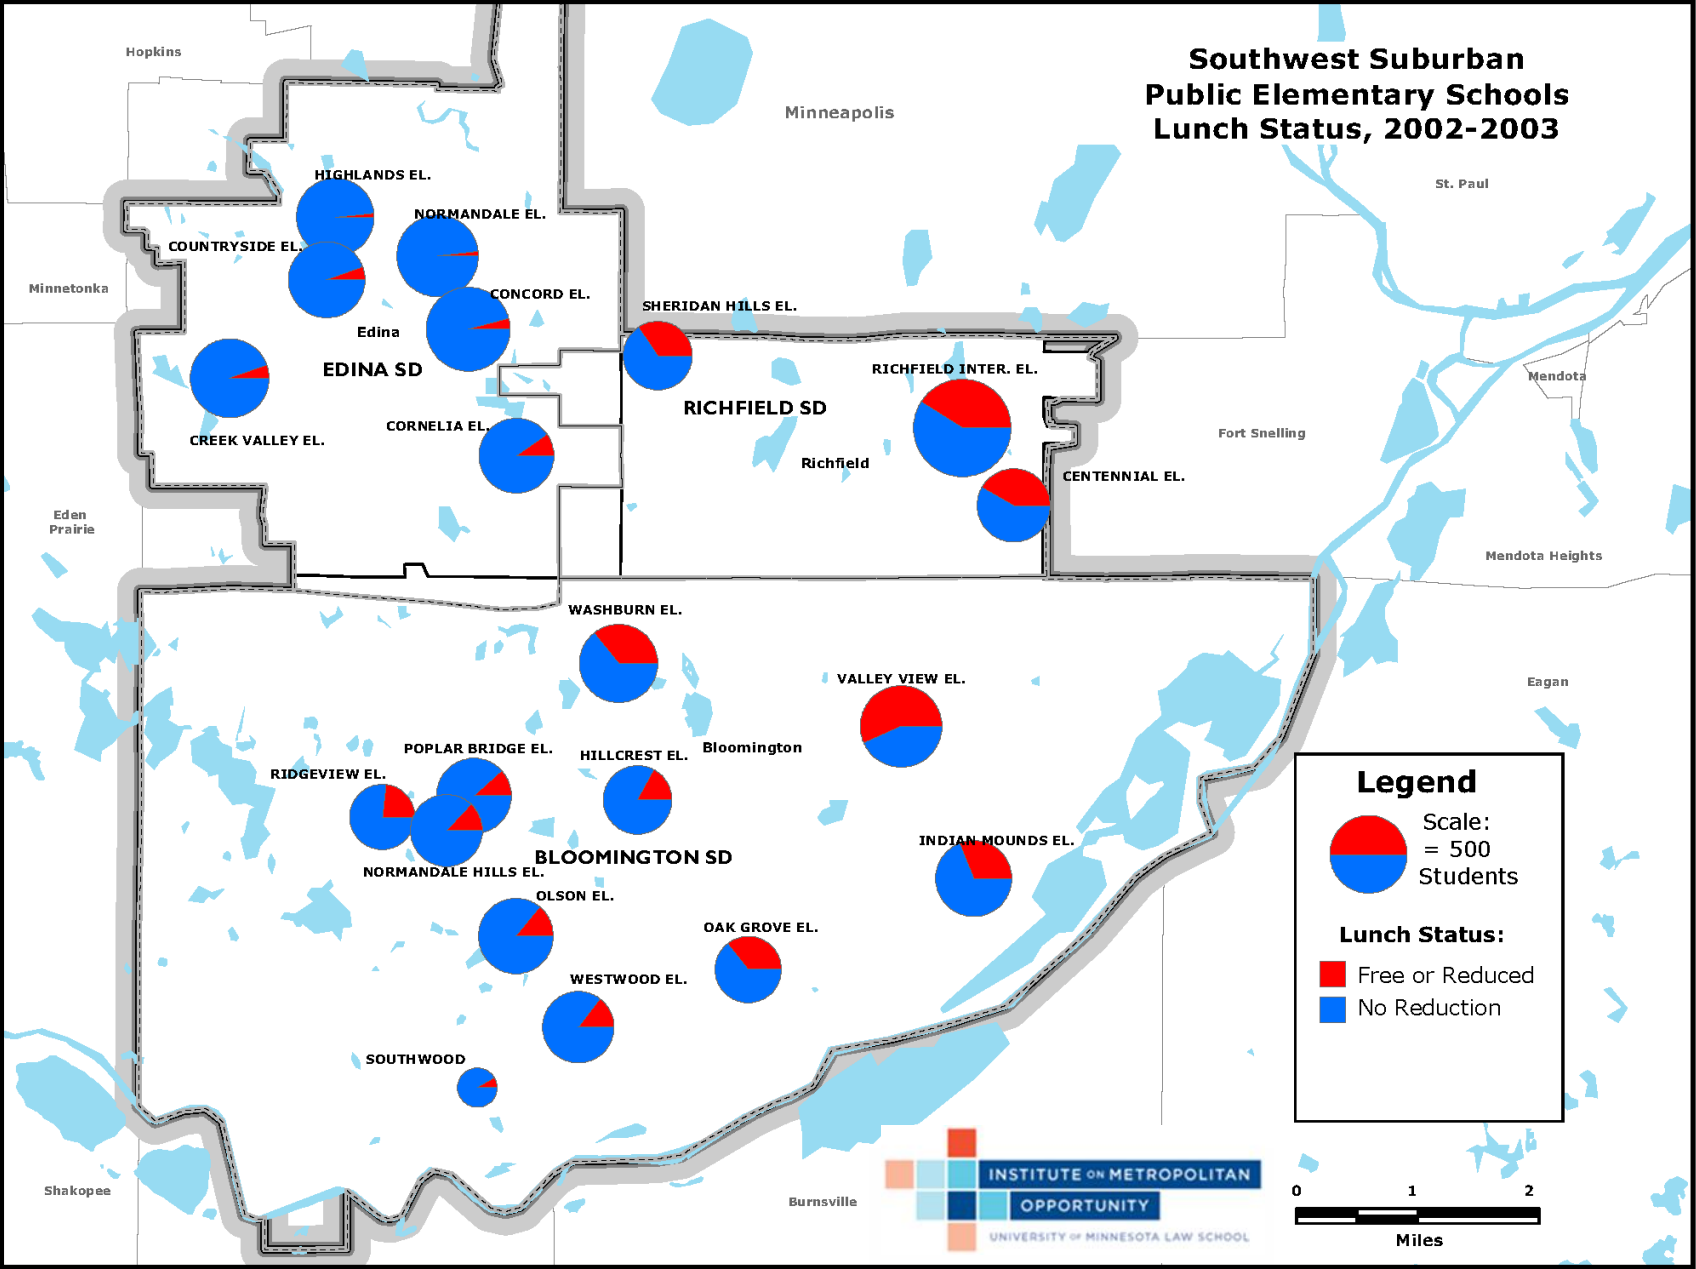 Southwest Suburban
Public Elementary Schools
Lunch Status, 2002-2003
Hopkins
Minneapolis
St. Paul
HIGHLANDS EL.
NORMANDALE EL.
COUNTRYSIDE EL.
Minnetonka
CONCORD EL.
SHERIDAN HILLS EL.
Edina
EDINA SD
RICHFIELD INTER. EL.
Mendota
RICHFIELD SD
CORNELIA EL.
Fort Snelling
CREEK VALLEY EL.
Richfield
CENTENNIAL EL.
Eden
Prairie
Mendota Heights
WASHBURN EL.
VALLEY VIEW EL.
Eagan
POPLAR BRIDGE EL.
Bloomington
HILLCREST EL.
RIDGEVIEW EL.
INDIAN MOUNDS EL.
BLOOMINGTON SD
NORMANDALE HILLS EL.
OLSON EL.
OAK GROVE EL.
WESTWOOD EL.
SOUTHWOOD
Shakopee
Burnsville
Legend
Scale:
= 500
Students
Lunch Status:
Free or Reduced
No Reduction
INSTITUTE ON METROPOLITAN
OPPORTUNITY
UNIVERSITY OF MINNESOTA LAW SCHOOL
0 1 2
Miles